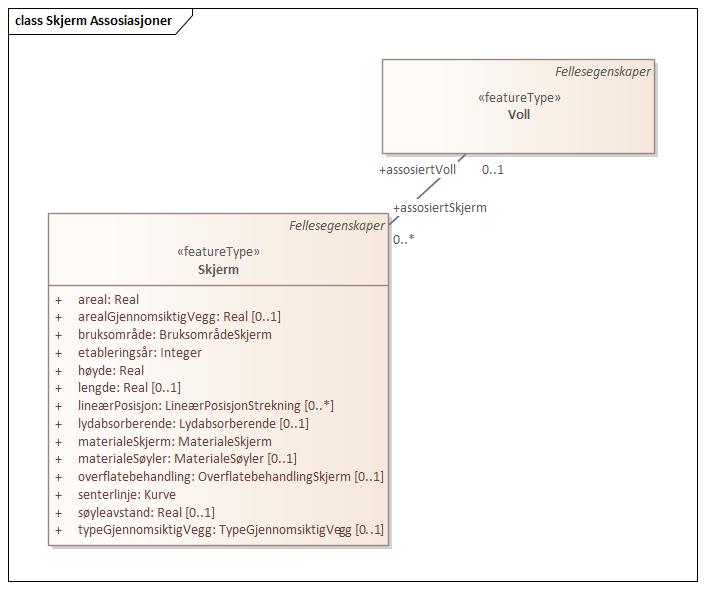 class Skjerm Assosiasjoner
Fellesegenskaper
«featureType»
Voll
+assosiertVoll 0..1
+assosiertSkjerm
0..*
Fellesegenskaper
«featureType»
Skjerm
+ areal: Real
+ arealGjennomsiktigVegg: Real [0..1]
+ bruksområde: BruksområdeSkjerm
+ etableringsår: Integer
+ høyde: Real
+ lengde: Real [0..1]
+ lineærPosisjon: LineærPosisjonStrekning [0..*]
+ lydabsorberende: Lydabsorberende [0..1]
+ materialeSkjerm: MaterialeSkjerm
+ materialeSøyler: MaterialeSøyler [0..1]
+ overflatebehandling: OverflatebehandlingSkjerm [0..1]
+ senterlinje: Kurve
+ søyleavstand: Real [0..1]
+ typeGjennomsiktigVegg: TypeGjennomsiktigVegg [0..1]